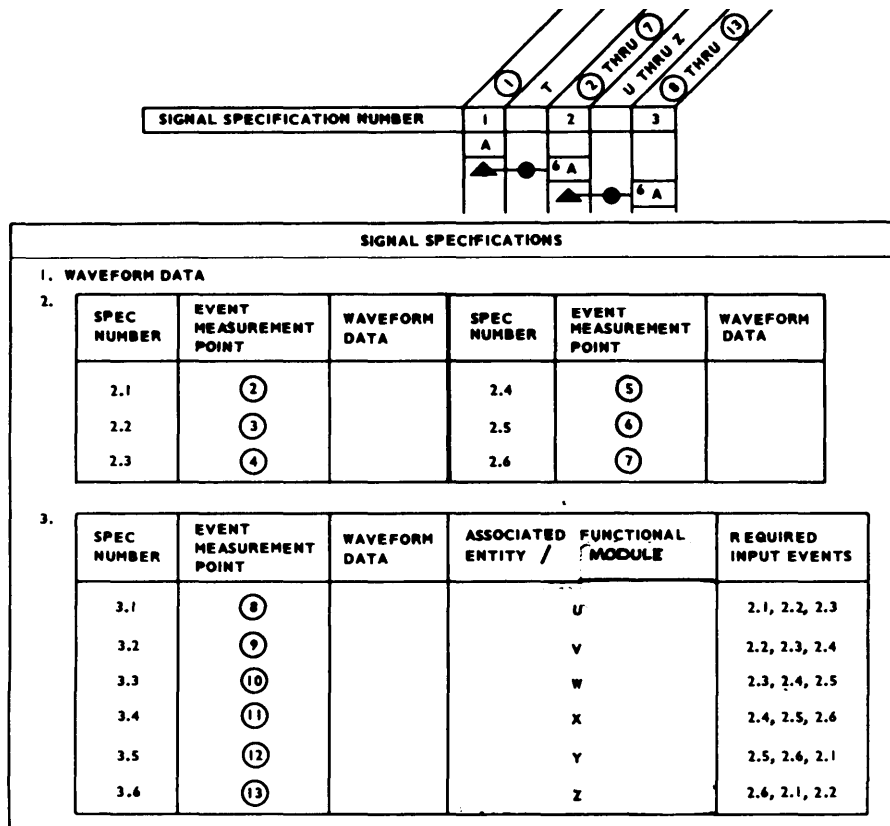 ① T ② THRU ⑦ U THRU Z ⑧ THRU ⑬
SIGNAL SPECIFICATION NUMBER 1 2 3
A
6 A
6 A
SIGNAL SPECIFICATIONS
1. WAVEFORM DATA
2.
SPEC NUMBER EVENT MEASUREMENT POINT WAVEFORM DATA SPEC NUMBER EVENT MEASUREMENT POINT WAVEFORM DATA
2.1 ② 2.4 ⑤
2.2 ③ 2.5 ⑥
2.3 ④ 2.6 ⑦
3.
SPEC NUMBER EVENT MEASUREMENT POINT WAVEFORM DATA ASSOCIATED FUNCTIONAL ENTITY / MODULE REQUIRED INPUT EVENTS
3.1 ⑧ U 2.1, 2.2, 2.3
3.2 ⑨ V 2.2, 2.3, 2.4
3.3 ⑩ W 2.3, 2.4, 2.5
3.4 ⑪ X 2.4, 2.5, 2.6
3.5 ⑫ Y 2.5, 2.6, 2.1
3.6 ⑬ Z 2.6, 2.1, 2.2